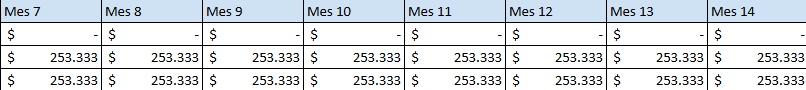 Mes 7 Mes 8 Mes 9 Mes 10 Mes 11 Mes 12 Mes 13 Mes 14
$ - $ - $ - $ - $ - $ - $ - $ -
$ 253.333 $ 253.333 $ 253.333 $ 253.333 $ 253.333 $ 253.333 $ 253.333 $ 253.333
$ 253.333 $ 253.333 $ 253.333 $ 253.333 $ 253.333 $ 253.333 $ 253.333 $ 253.333